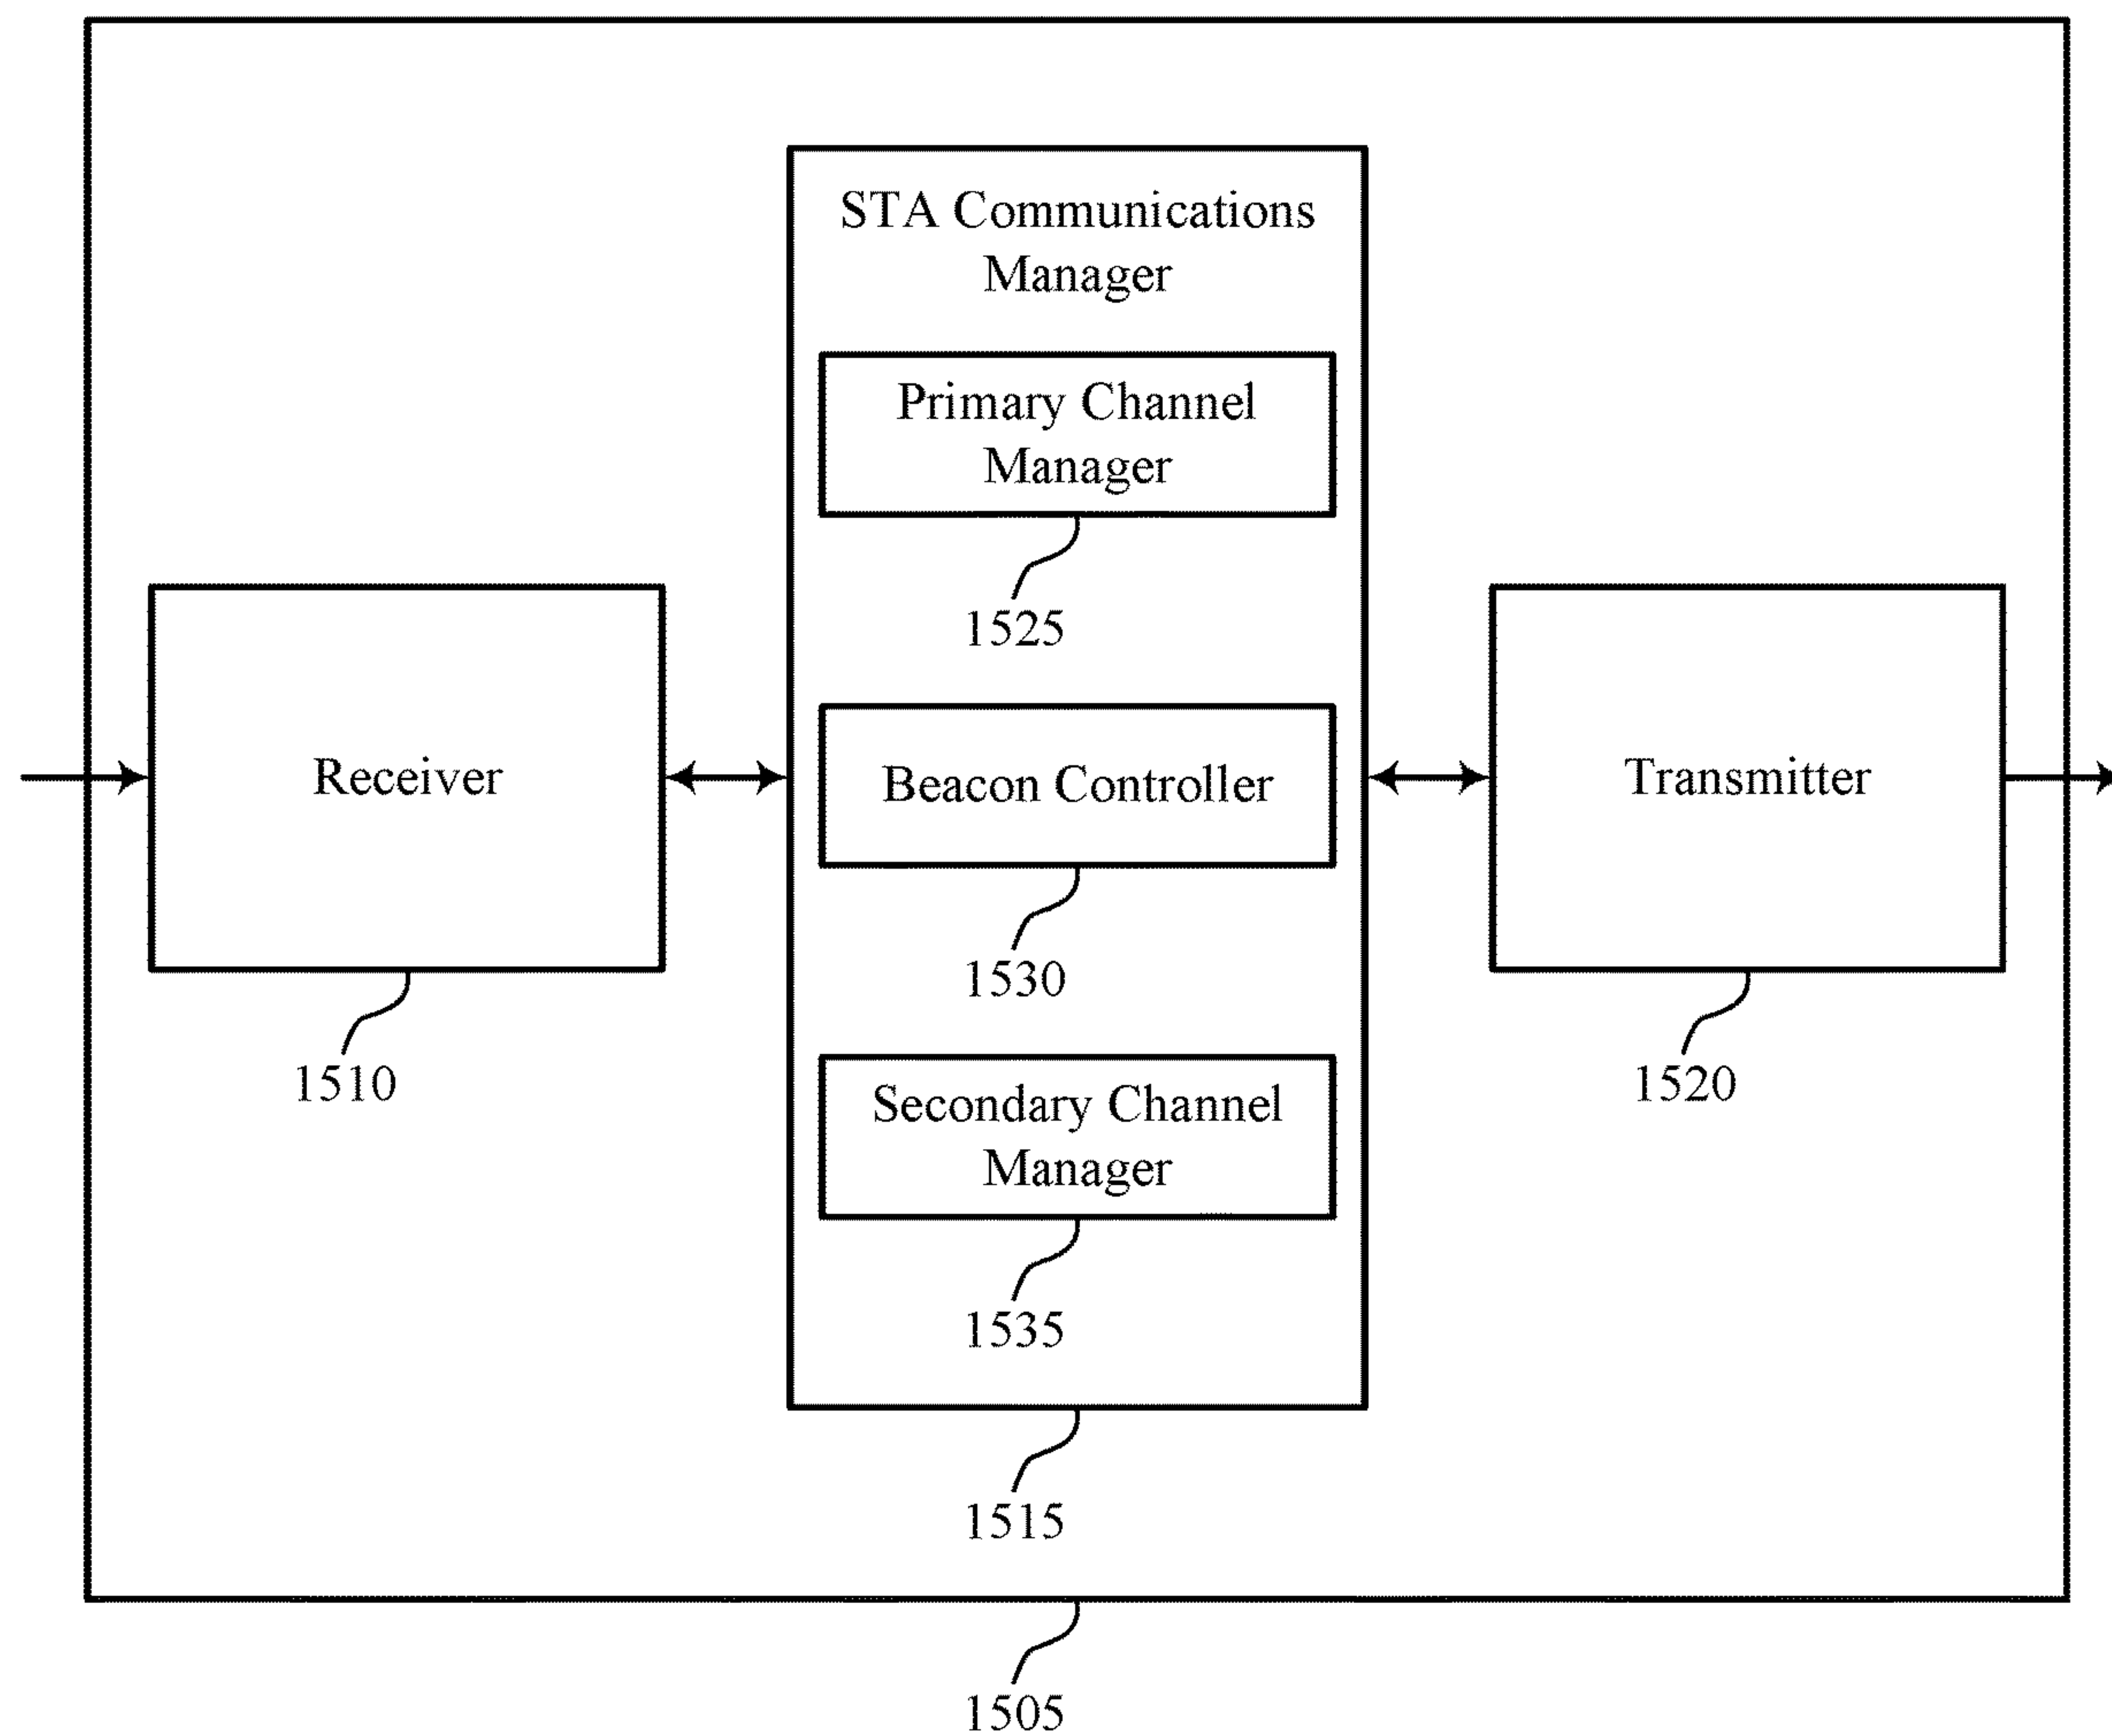 STA Communications
Manager
Primary Channel
Manager
1525
Receiver
Beacon Controller
Transmitter
1530
1510
1520
Secondary Channel
Manager
1535
1515
1505